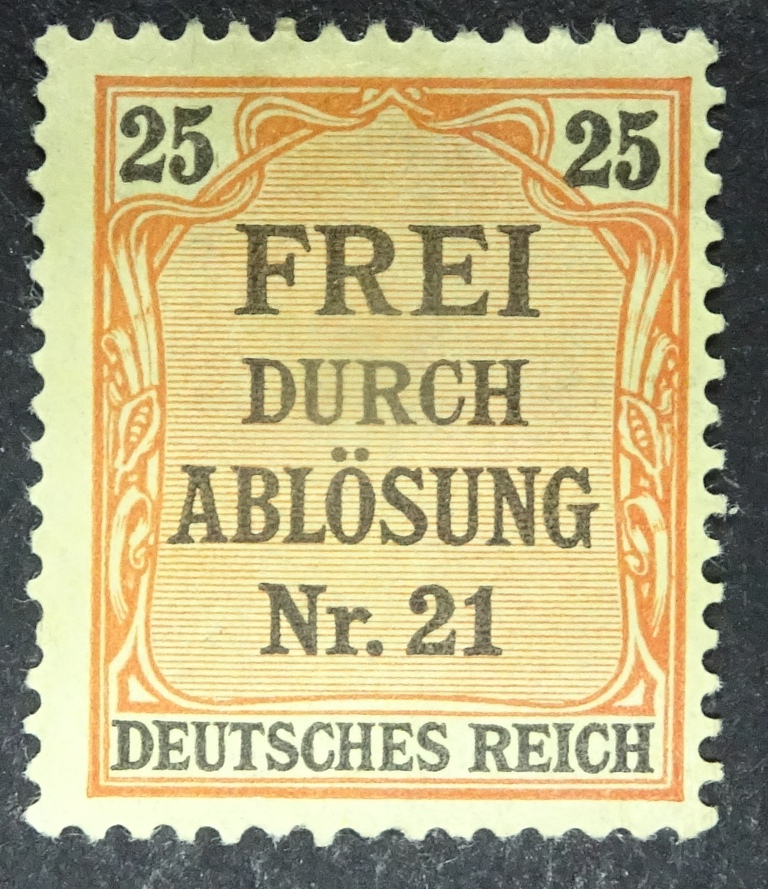 25 25
FREI
DURCH
ABLÖSUNG
Nr. 21
DEUTSCHES REICH